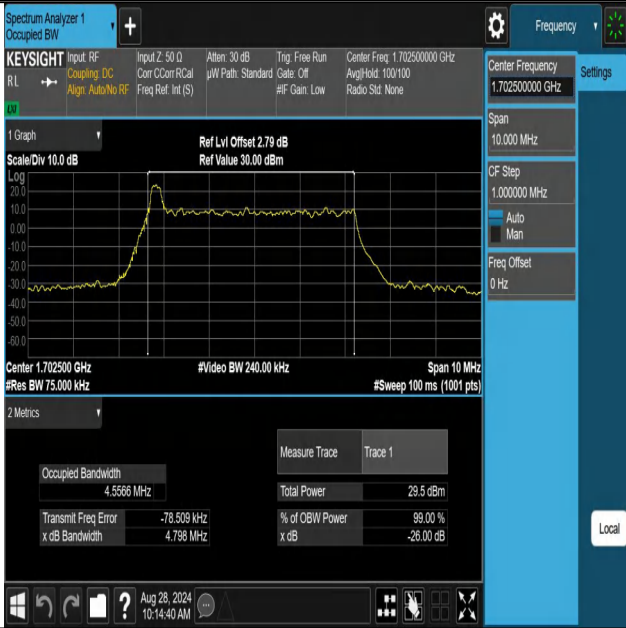 Spectrum Analyzer 1
Occupied BW
Frequency
KEYSIGHT
RL
LXI
Input: RF
Coupling: DC
Align: Auto/No RF
Input Z: 50 Ω
Corr CCorr RCal
Freq Ref: Int (S)
Atten: 30 dB
µW Path: Standard
Trig: Free Run
Gate: Off
#IF Gain: Low
Center Freq: 1.702500000 GHz
Avg|Hold: 100/100
Radio Std: None
Center Frequency
1.702500000 GHz
Settings
Span
10.000 MHz
CF Step
1.000000 MHz
Auto
Man
Freq Offset
0 Hz
1 Graph
Scale/Div 10.0 dB
Ref Lvl Offset 2.79 dB
Ref Value 30.00 dBm
Log
20.0
10.0
0.00
-10.0
-20.0
-30.0
-40.0
-50.0
-60.0
Center 1.702500 GHz
#Res BW 75.000 kHz
#Video BW 240.00 kHz
Span 10 MHz
#Sweep 100 ms (1001 pts)
2 Metrics
Measure Trace Trace 1
Occupied Bandwidth
4.5566 MHz
Total Power 29.5 dBm
Transmit Freq Error -78.509 kHz
% of OBW Power 99.00 %
x dB Bandwidth 4.798 MHz
x dB -26.00 dB
Local
?
Aug 28, 2024
10:14:40 AM